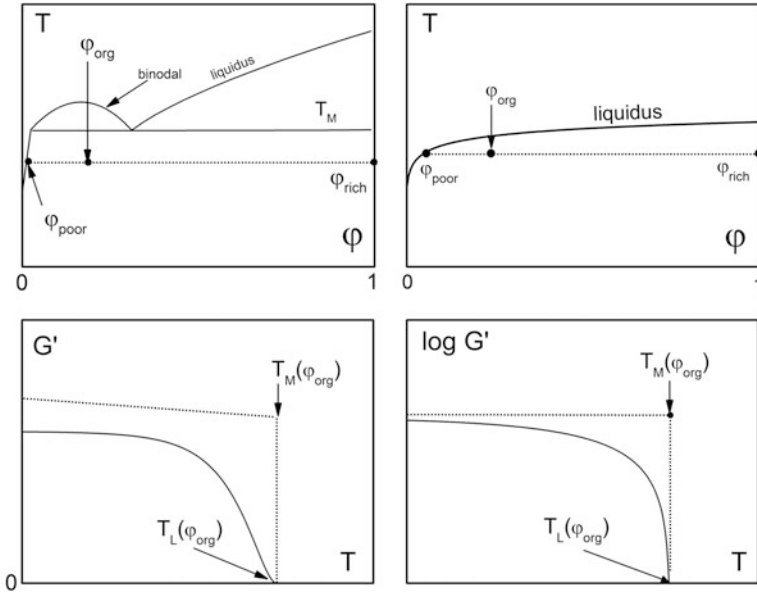 T
φorg
binodal
liquidus
TM
φrich
φpoor
φ
0
1
T
φorg
liquidus
φpoor
φrich
φ
0
1
G'
TM(φorg)
TL(φorg)
T
0
log G'
TM(φorg)
TL(φorg)
T